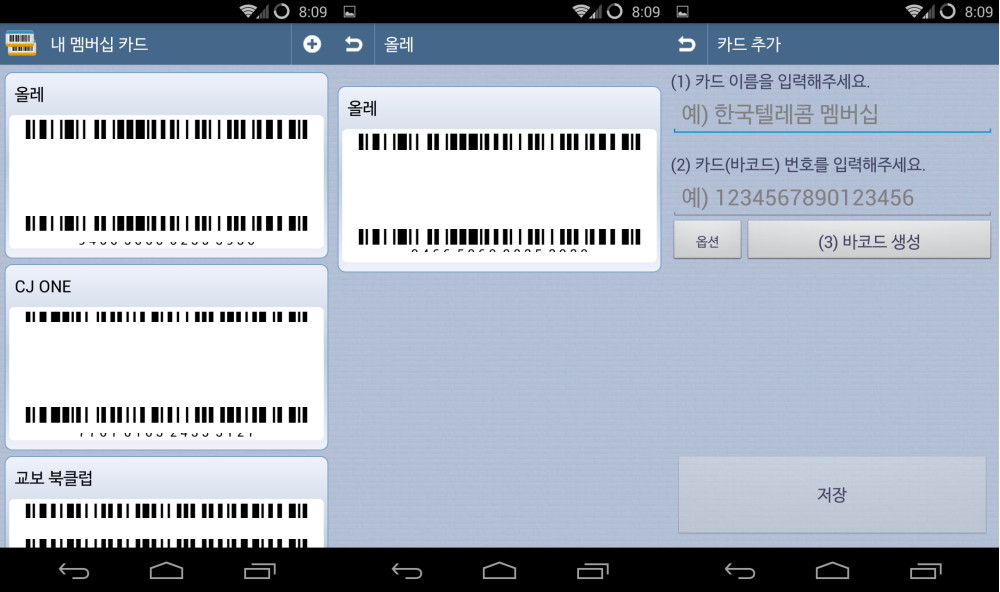 8:09
내 멤버십 카드
올레
CJ ONE
교보 북클럽
8:09
올레
올레
8:09
카드 추가
(1) 카드 이름을 입력해주세요.
예) 한국텔레콤 멤버십
(2) 카드(바코드) 번호를 입력해주세요.
예) 1234567890123456
옵션
(3) 바코드 생성
저장